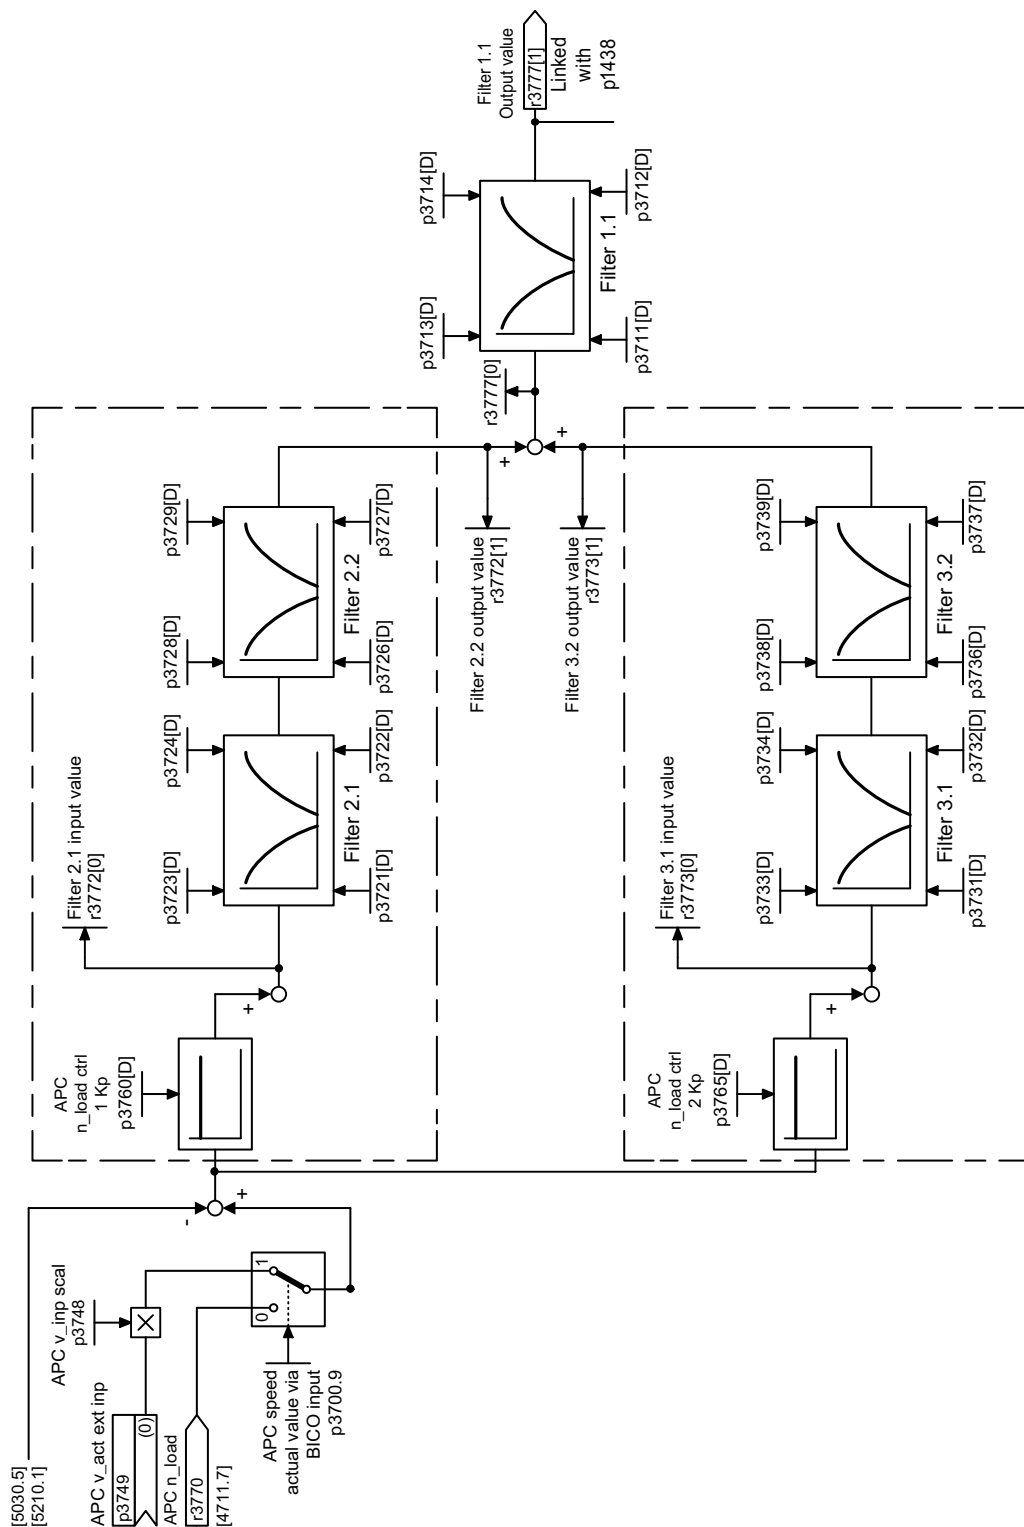 [5030.5]
[5210.1]
APC v_act ext inp
p3749
(0)
APC n_load
r3770
[4711.7]
APC v_inp scal
p3748
0
1
APC speed
actual value via
BICO input
p3700.9
-
+
APC
n_load ctrl
1 Kp
p3760[D]
+
Filter 2.1 input value
r3772[0]
p3723[D]
p3724[D]
p3721[D]
p3722[D]
Filter 2.1
p3728[D]
p3729[D]
p3726[D]
p3727[D]
Filter 2.2
Filter 2.2 output value
r3772[1]
+
Filter 3.2 output value
r3773[1]
+
APC
n_load ctrl
2 Kp
p3765[D]
+
Filter 3.1 input value
r3773[0]
p3733[D]
p3734[D]
p3731[D]
p3732[D]
Filter 3.1
p3738[D]
p3739[D]
p3736[D]
p3737[D]
Filter 3.2
r3777[0]
p3713[D]
p3714[D]
p3711[D]
p3712[D]
Filter 1.1
Filter 1.1
Output value
r3777[1]
Linked
with
p1438